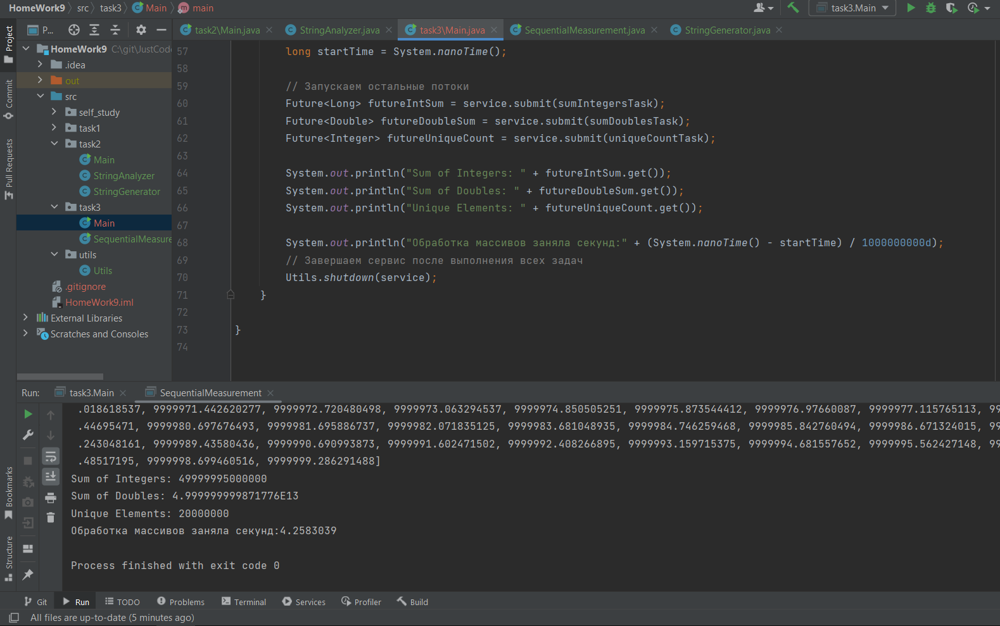 HomeWork9 src task3 Main main
task3.Main
Project
P...
task2\Main.java
StringAnalyzer.java
task3\Main.java
SequentialMeasurement.java
StringGenerator.java
HomeWork9 C:\git\JustCode
.idea
out
src
self_study
task1
task2
Main
StringAnalyzer
StringGenerator
task3
Main
SequentialMeasure
utils
Utils
.gitignore
HomeWork9.iml
External Libraries
Scratches and Consoles
Commit
Pull Requests
57 long startTime = System.nanoTime();
58
59 // Запускаем остальные потоки
60 Future<Long> futureIntSum = service.submit(sumIntegersTask);
61 Future<Double> futureDoubleSum = service.submit(sumDoublesTask);
62 Future<Integer> futureUniqueCount = service.submit(uniqueCountTask);
63
64 System.out.println("Sum of Integers: " + futureIntSum.get());
65 System.out.println("Sum of Doubles: " + futureDoubleSum.get());
66 System.out.println("Unique Elements: " + futureUniqueCount.get());
67
68 System.out.println("Обработка массивов заняла секунд:" + (System.nanoTime() - startTime) / 1000000000d);
69 // Завершаем сервис после выполнения всех задач
70 Utils.shutdown(service);
71 }
72
73 }
74
Run: task3.Main SequentialMeasurement
.018618537, 9999971.442620277, 9999972.720480498, 9999973.063294537, 9999974.850505251, 9999975.873544412, 9999976.97660087, 9999977.115765113, 99
.44695471, 9999980.697676493, 9999981.695886737, 9999982.071835125, 9999983.681048935, 9999984.746259468, 9999985.842760494, 9999986.671324015, 99
.243048161, 9999989.43580436, 9999990.690993873, 9999991.602471502, 9999992.408266895, 9999993.159715375, 9999994.681557652, 9999995.562427148, 99
.48517195, 9999998.699460516, 9999999.286291488]
Sum of Integers: 49999995000000
Sum of Doubles: 4.999999999871776E13
Unique Elements: 20000000
Обработка массивов заняла секунд:4.2583039
Process finished with exit code 0
Bookmarks
Structure
Git Run TODO Problems Terminal Services Profiler Build
All files are up-to-date (5 minutes ago)